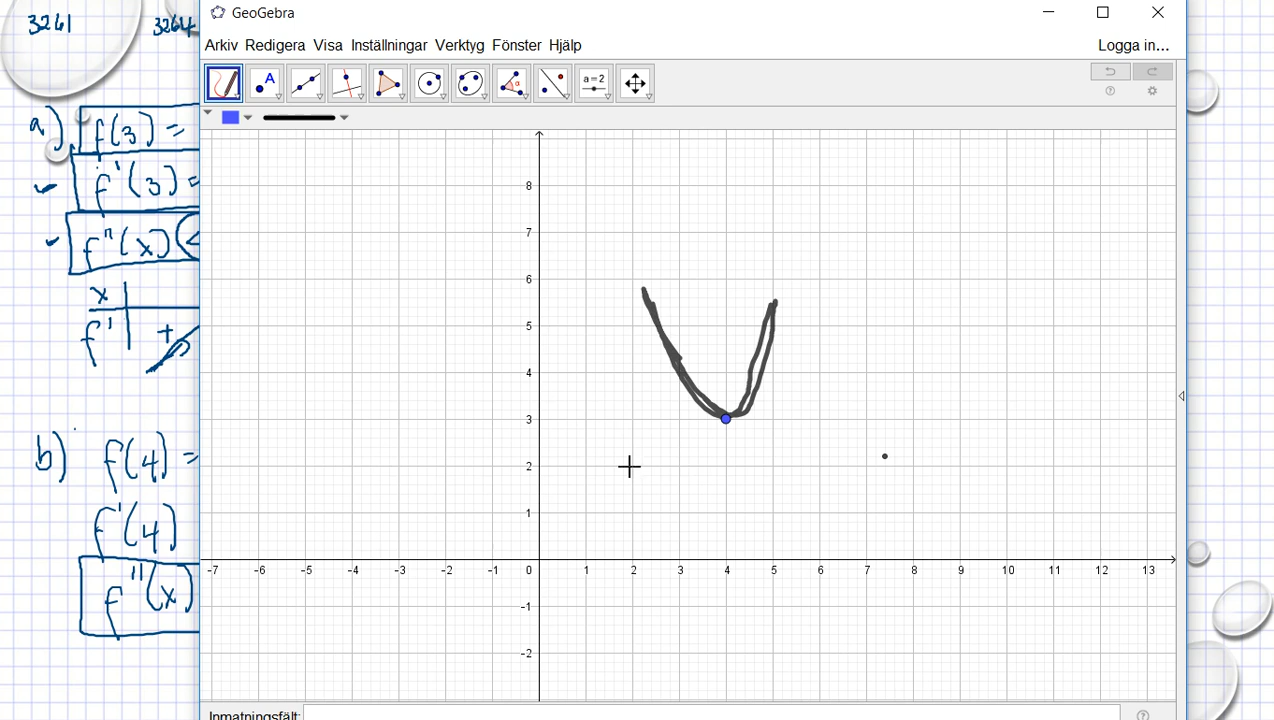 3261 3264
GeoGebra
Arkiv Redigera Visa Inställningar Verktyg Fönster Hjälp Logga in...
A
α
a=2
a) f(3) =
f'(3) =
f''(x) <
x
f' +
b) f(4) =
f'(4)
f''(x)
8
7
6
5
4
3
2
1
-7 -6 -5 -4 -3 -2 -1 0 1 2 3 4 5 6 7 8 9 10 11 12 13
-1
-2
Inmatningsfält: